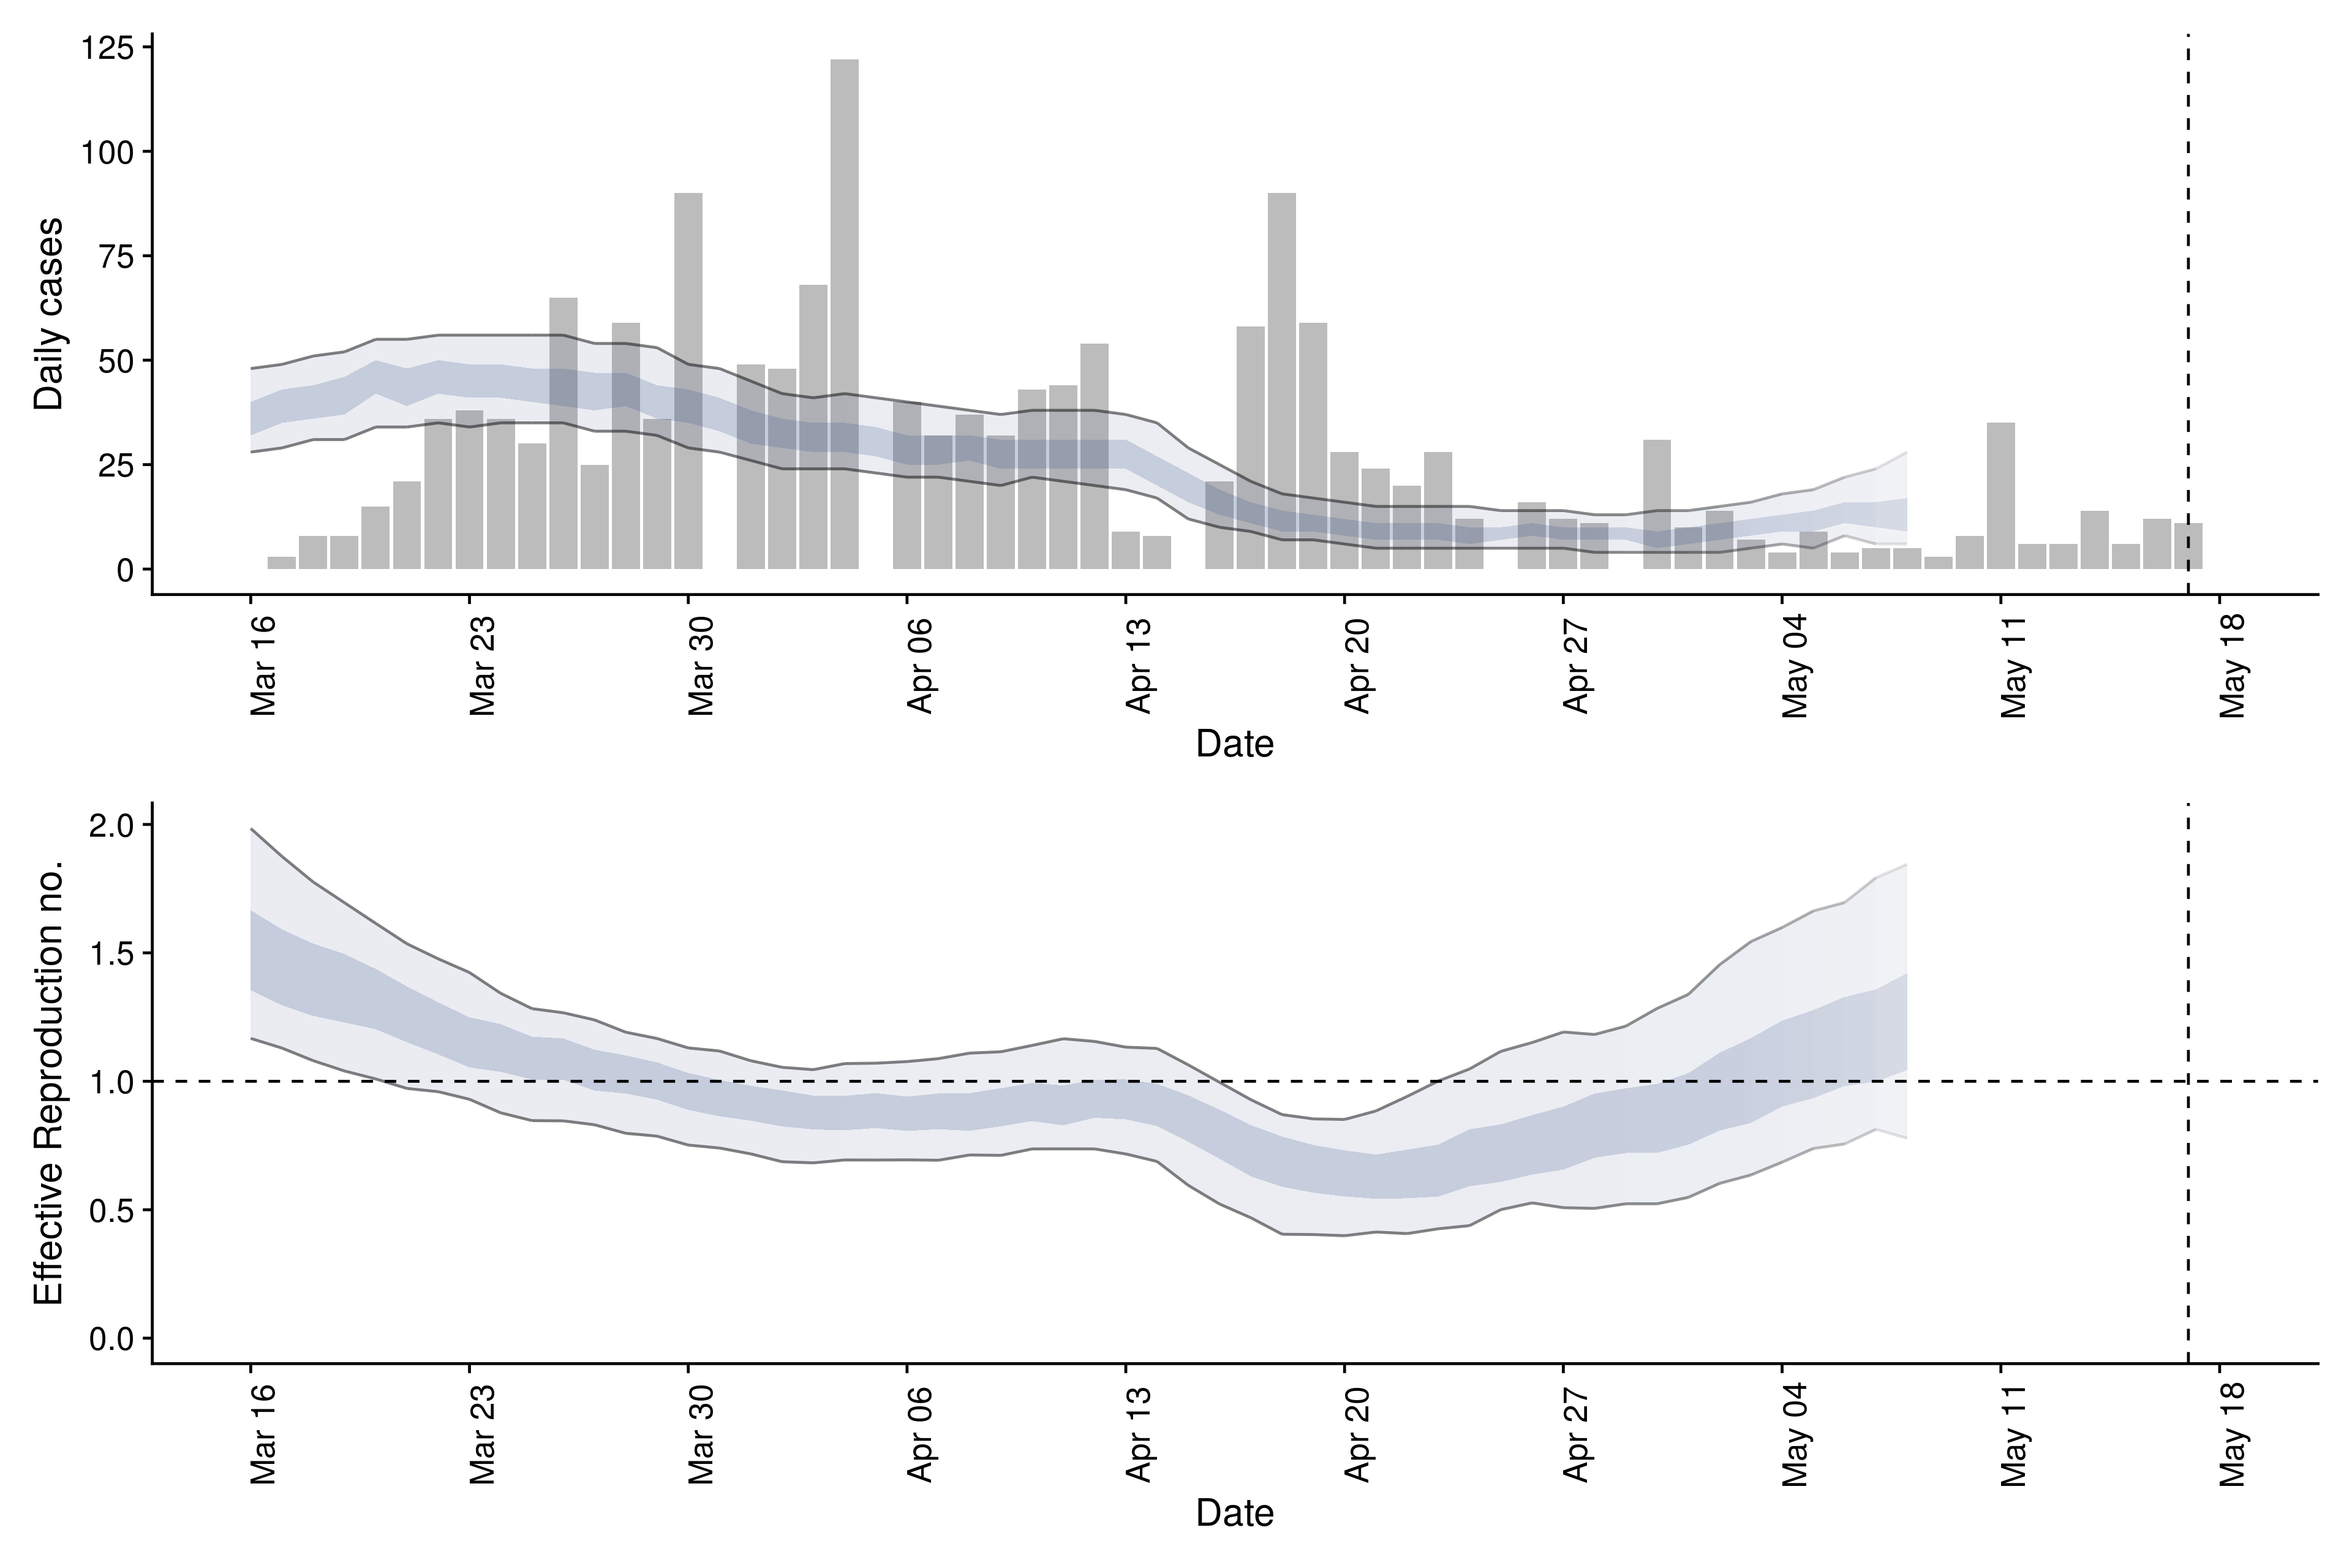 Daily cases
125
100
75
50
25
0
Mar 16
Mar 23
Mar 30
Apr 06
Apr 13
Apr 20
Apr 27
May 04
May 11
May 18
Date
Effective Reproduction no.
2.0
1.5
1.0
0.5
0.0
Mar 16
Mar 23
Mar 30
Apr 06
Apr 13
Apr 20
Apr 27
May 04
May 11
May 18
Date